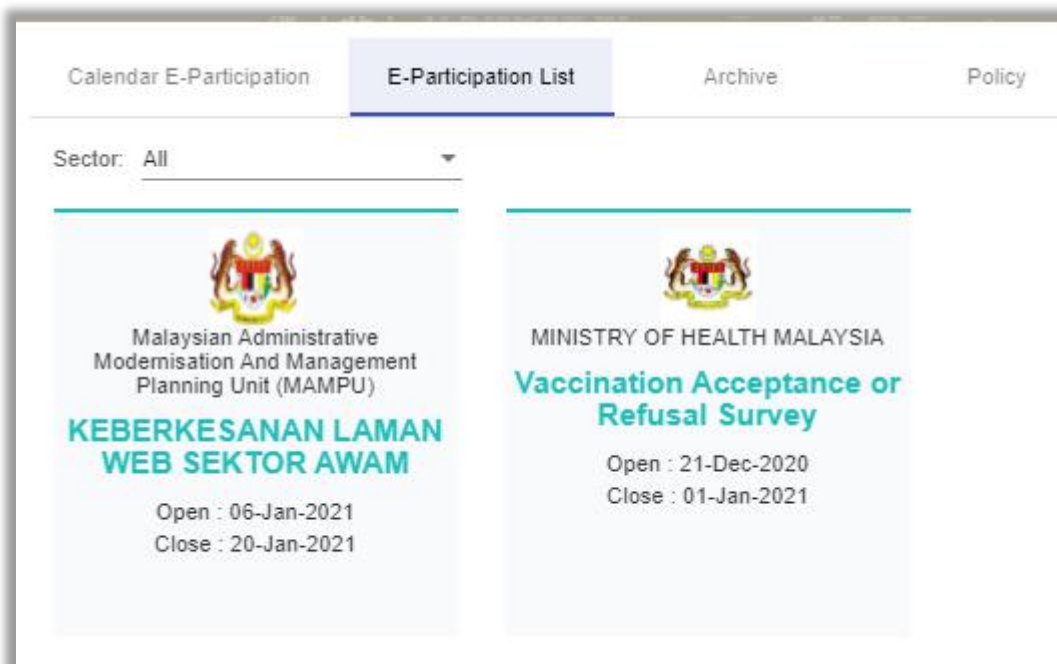 Calendar E-Participation E-Participation List Archive Policy
Sector: All
Malaysian Administrative
Modernisation And Management
Planning Unit (MAMPU)
KEBERKESANAN LAMAN
WEB SEKTOR AWAM
Open : 06-Jan-2021
Close : 20-Jan-2021
MINISTRY OF HEALTH MALAYSIA
Vaccination Acceptance or
Refusal Survey
Open : 21-Dec-2020
Close : 01-Jan-2021